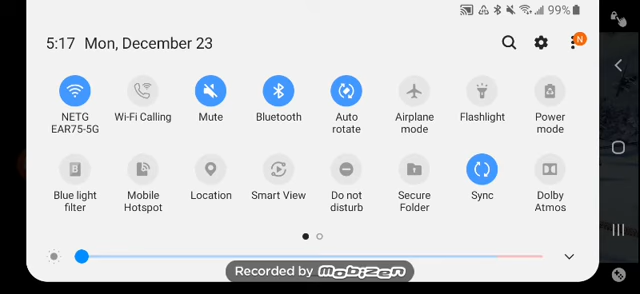 99%
5:17 Mon, December 23
N
NETG
EAR75-5G
Wi-Fi Calling
Mute
Bluetooth
Auto
rotate
Airplane
mode
Flashlight
Power
mode
Blue light
filter
Mobile
Hotspot
Location
Smart View
Do not
disturb
Secure
Folder
Sync
Dolby
Atmos
Recorded by Mobizen